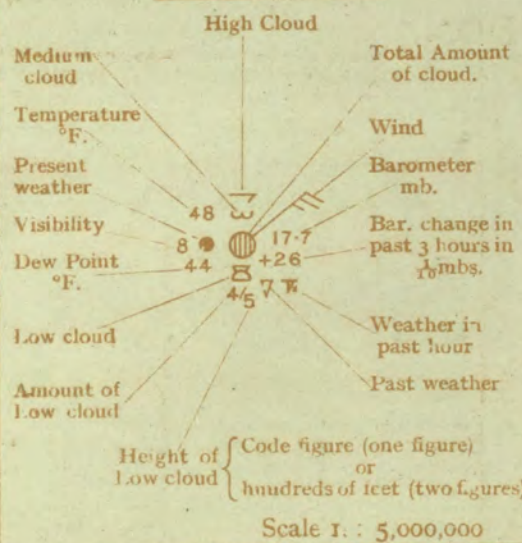 High Cloud
Medium
cloud
Total Amount
of cloud.
Temperature
°F.
Wind
Present
weather
Barometer
mb.
48
Visibility
8
17·7
Bar. change in
past 3 hours in
1/10 mbs.
+26
Dew Point
°F.
44
4/5
Low cloud
Weather in
past hour
Amount of
Low cloud
Past weather
Height of
Low cloud
Code figure (one figure)
or
hundreds of feet (two figures)
Scale 1. : 5,000,000